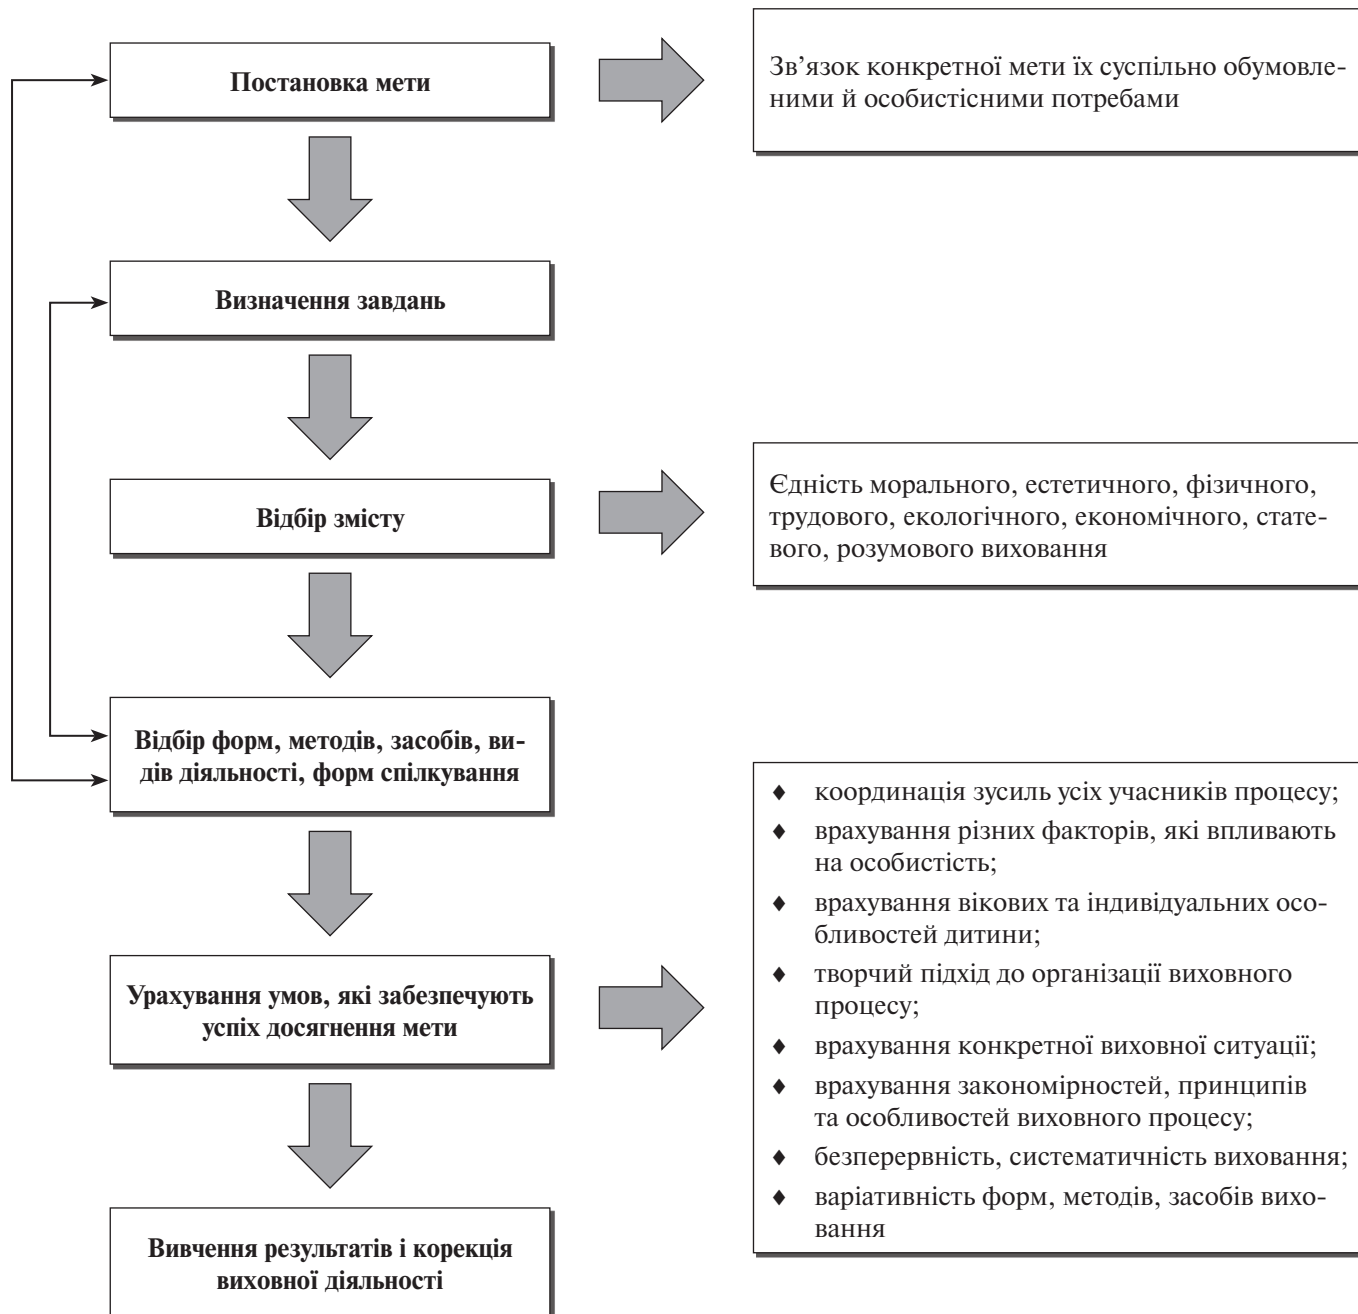 Постановка мети
Зв’язок конкретної мети їх суспільно обумовле-
ними й особистісними потребами
Визначення завдань
Відбір змісту
Єдність морального, естетичного, фізичного,
трудового, екологічного, економічного, стате-
вого, розумового виховання
Відбір форм, методів, засобів, ви-
дів діяльності, форм спілкування
Урахування умов, які забезпечують
успіх досягнення мети
♦ координація зусиль усіх учасників процесу;
♦ врахування різних факторів, які впливають
на особистість;
♦ врахування вікових та індивідуальних осо-
бливостей дитини;
♦ творчий підхід до організації виховного
процесу;
♦ врахування конкретної виховної ситуації;
♦ врахування закономірностей, принципів
та особливостей виховного процесу;
♦ безперервність, систематичність виховання;
♦ варіативність форм, методів, засобів вихо-
вання
Вивчення результатів і корекція
виховної діяльності